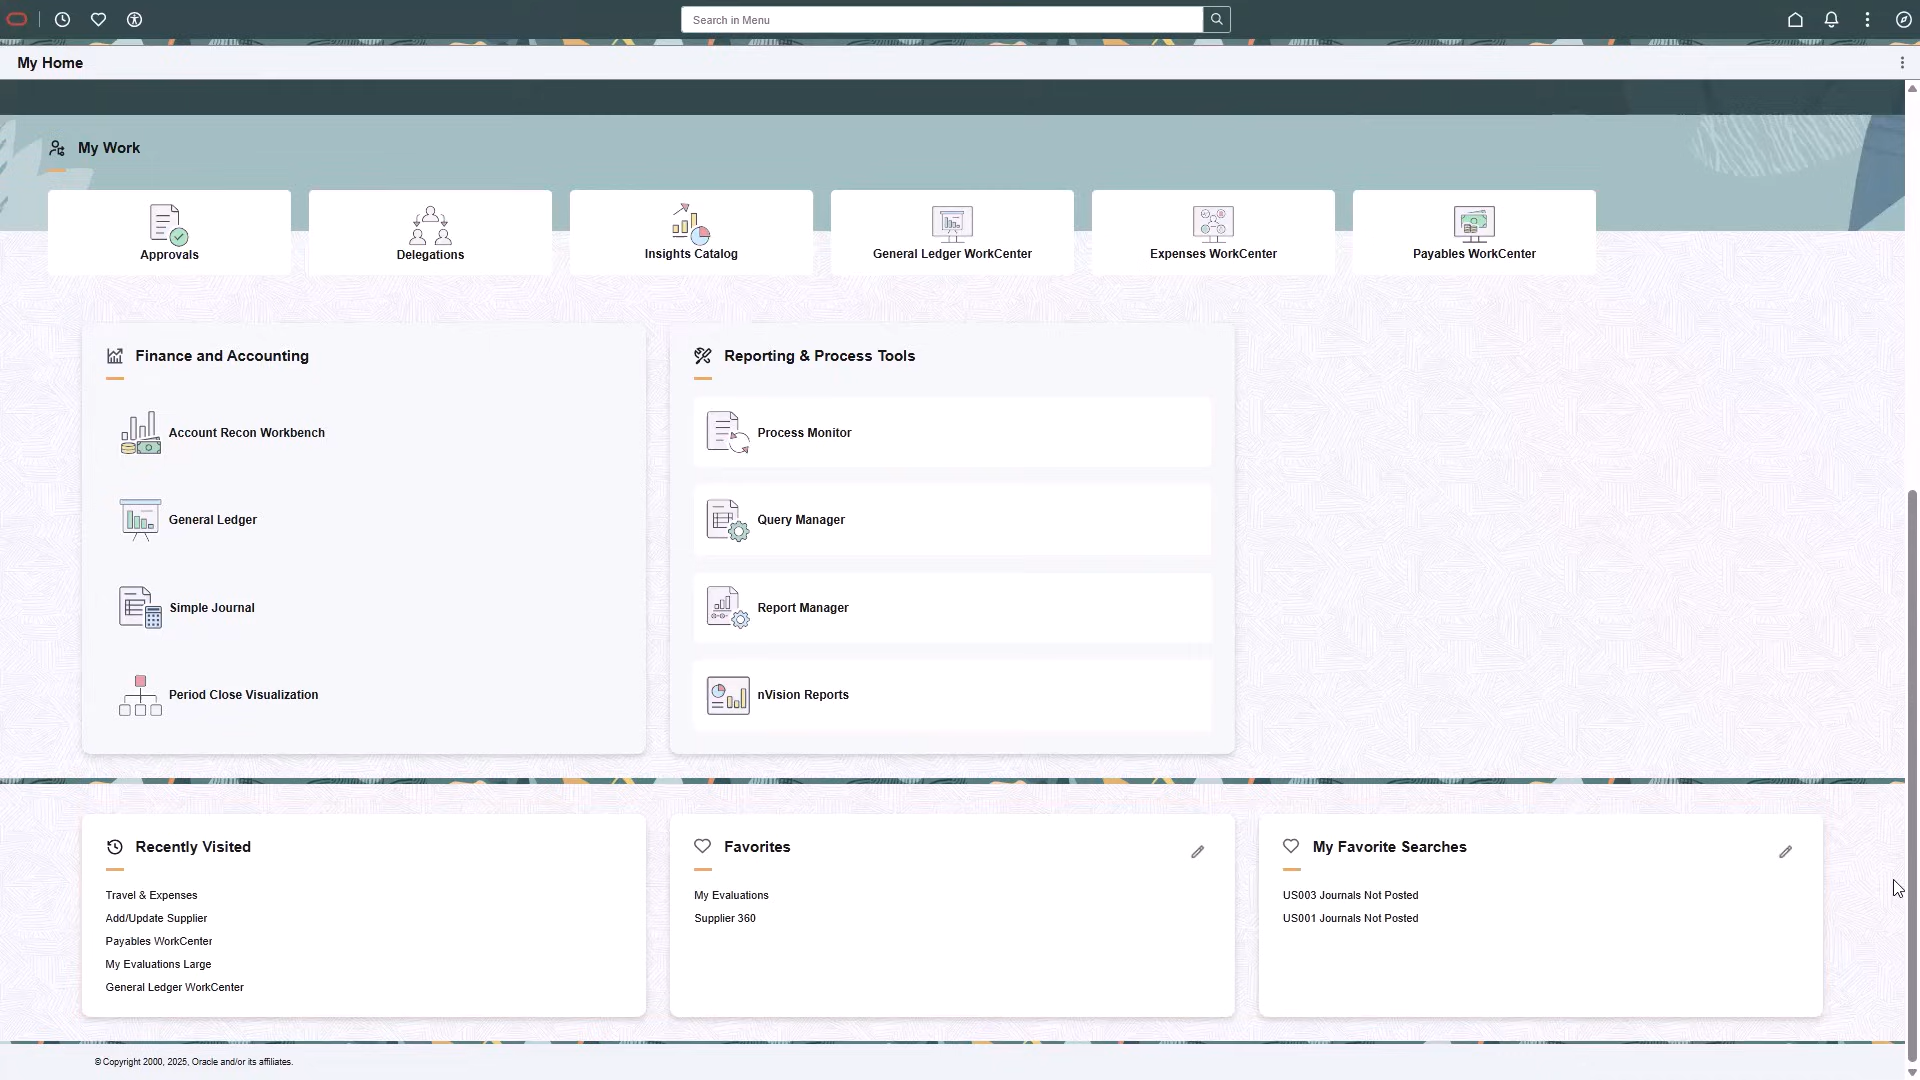 Search in Menu
My Home
My Work
Approvals
Delegations
Insights Catalog
General Ledger WorkCenter
Expenses WorkCenter
Payables WorkCenter
Finance and Accounting
Account Recon Workbench
General Ledger
Simple Journal
Period Close Visualization
Reporting & Process Tools
Process Monitor
Query Manager
Report Manager
nVision Reports
Recently Visited
Travel & Expenses
Add/Update Supplier
Payables WorkCenter
My Evaluations Large
General Ledger WorkCenter
Favorites
My Evaluations
Supplier 360
My Favorite Searches
US003 Journals Not Posted
US001 Journals Not Posted
© Copyright 2000, 2025, Oracle and/or its affiliates.